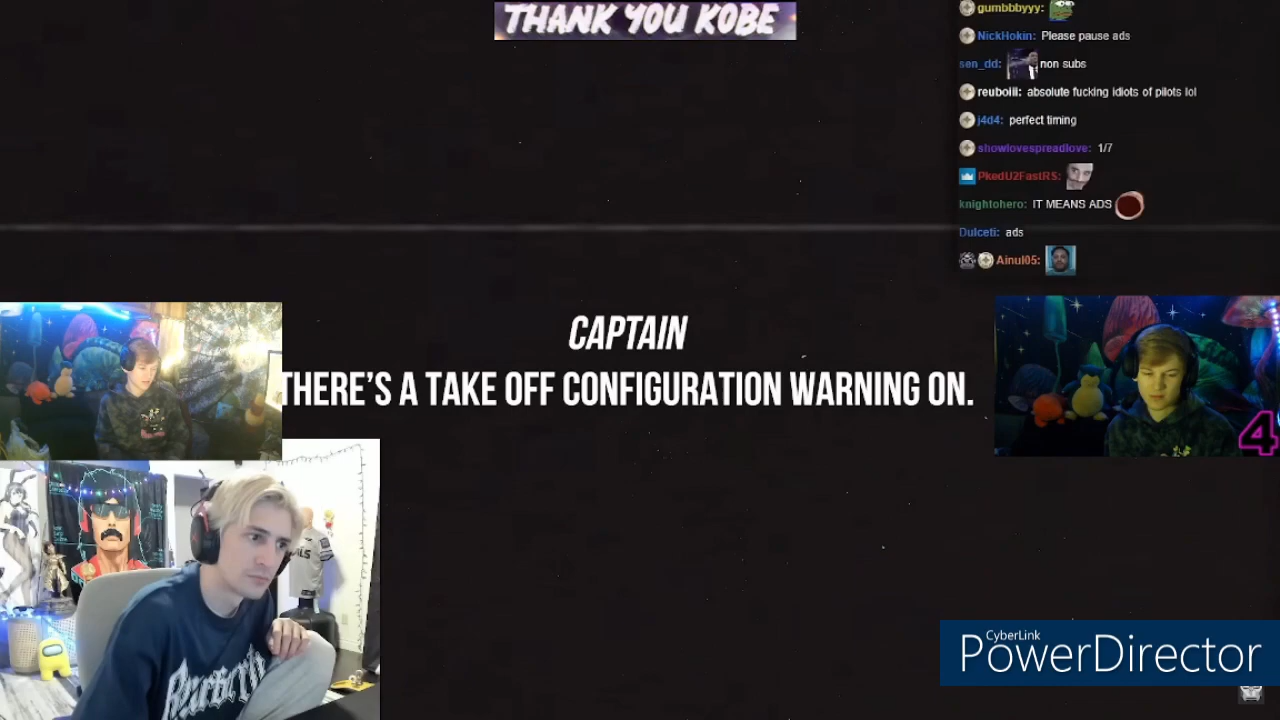 THANK YOU KOBE
gumbbbyyy:
NickHokin: Please pause ads
sen_dd: non subs
reuboiii: absolute fucking idiots of pilots lol
j4d4: perfect timing
showlovespreadlove: 1/7
PkedU2FastRS:
knightohero: IT MEANS ADS
Dulceti: ads
Ainul05:
CAPTAIN
THERE'S A TAKE OFF CONFIGURATION WARNING ON.
4
CyberLink
PowerDirector